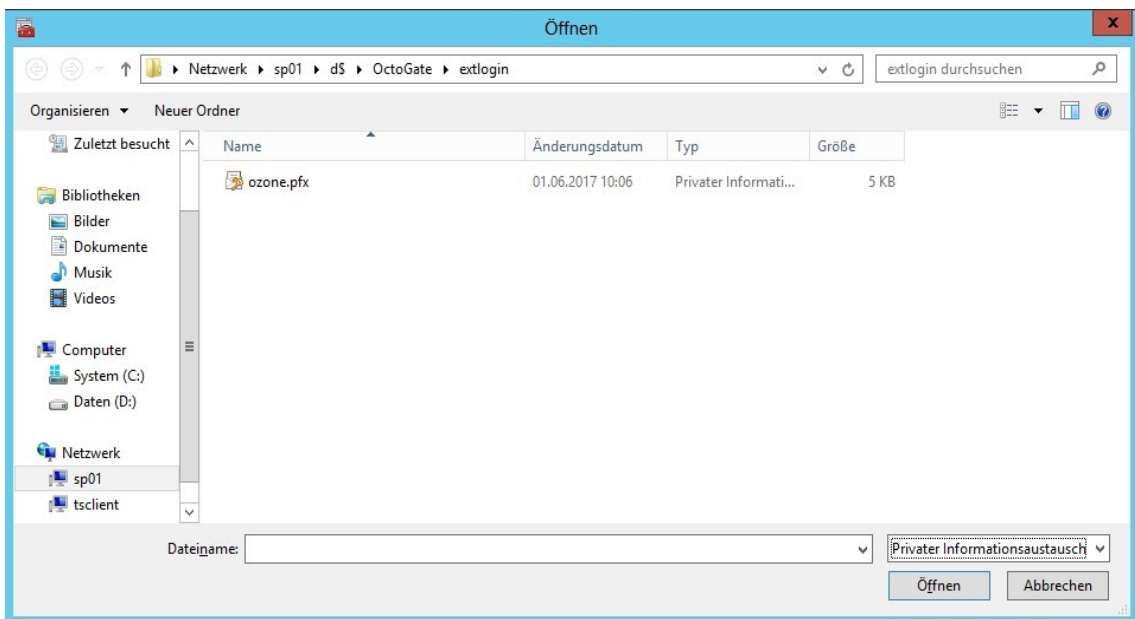 Öffnen
x
Netzwerk ▸ sp01 ▸ d$ ▸ OctoGate ▸ extlogin
extlogin durchsuchen
Organisieren
Neuer Ordner
Zuletzt besucht
Bibliotheken
Bilder
Dokumente
Musik
Videos
Computer
System (C:)
Daten (D:)
Netzwerk
sp01
tsclient
Name Änderungsdatum Typ Größe
ozone.pfx 01.06.2017 10:06 Privater Informati... 5 KB
Dateiname:
Privater Informationsaustausch
Öffnen Abbrechen